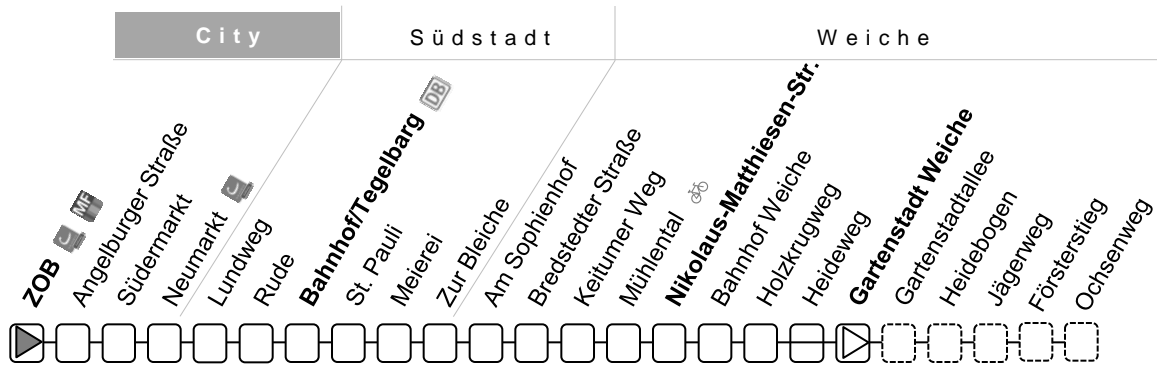 City
Südstadt
Weiche
ZOB
MF
Angelburger Straße
Südermarkt
Neumarkt
Lundweg
Rude
Bahnhof/Tegelbarg
DB
St. Pauli
Meierei
Zur Bleiche
Am Sophienhof
Bredstedter Straße
Keitumer Weg
Mühlental
Nikolaus-Matthiesen-Str.
Bahnhof Weiche
Holzkrugweg
Heideweg
Gartenstadt Weiche
Gartenstadtallee
Heidebogen
Jägerweg
Försterstieg
Ochsenweg